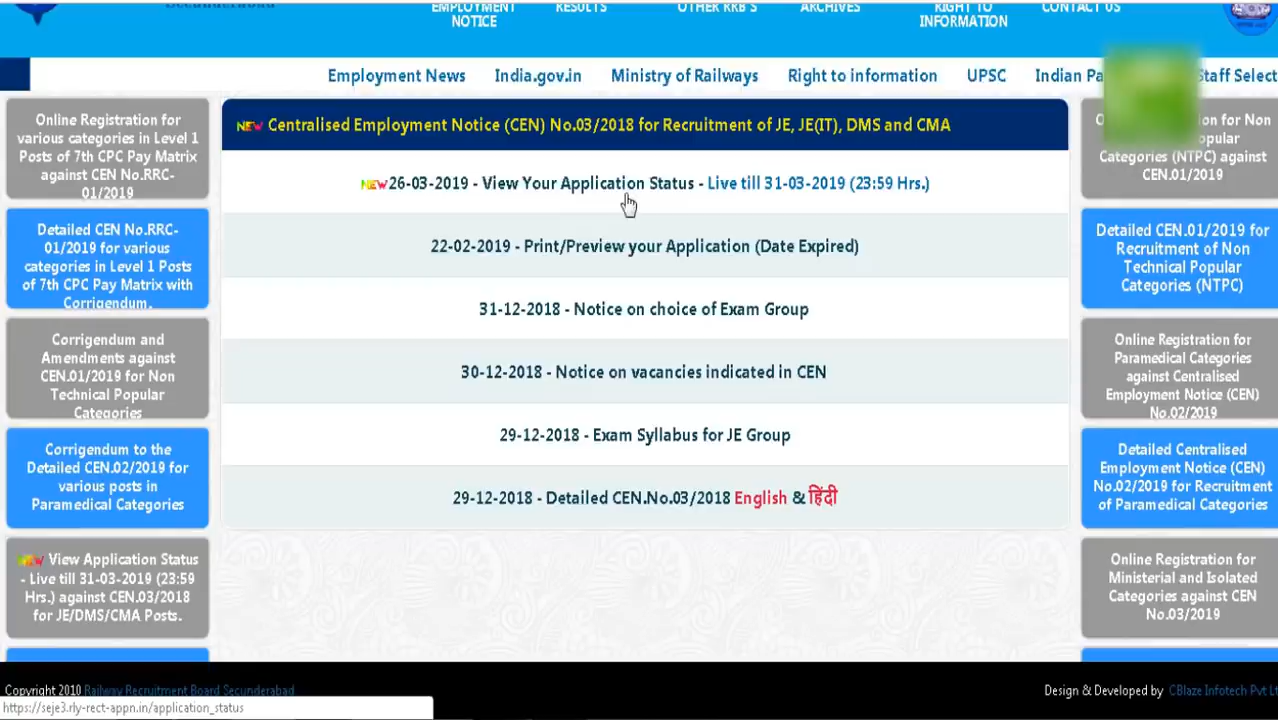 Secunderabad
EMPLOYMENT
NOTICE
RESULTS
OTHER RRB'S
ARCHIVES
RIGHT TO
INFORMATION
CONTACT US
Employment News
India.gov.in
Ministry of Railways
Right to information
UPSC
Indian Pa
Staff Select
Online Registration for
various categories in Level 1
Posts of 7th CPC Pay Matrix
against CEN No.RRC-
01/2019
Detailed CEN No.RRC-
01/2019 for various
categories in Level 1 Posts
of 7th CPC Pay Matrix with
Corrigendum.
Corrigendum and
Amendments against
CEN.01/2019 for Non
Technical Popular
Categories
Corrigendum to the
Detailed CEN.02/2019 for
various posts in
Paramedical Categories
NEW View Application Status
- Live till 31-03-2019 (23:59
Hrs.) against CEN.03/2018
for JE/DMS/CMA Posts.
NEW Centralised Employment Notice (CEN) No.03/2018 for Recruitment of JE, JE(IT), DMS and CMA
NEW 26-03-2019 - View Your Application Status - Live till 31-03-2019 (23:59 Hrs.)
22-02-2019 - Print/Preview your Application (Date Expired)
31-12-2018 - Notice on choice of Exam Group
30-12-2018 - Notice on vacancies indicated in CEN
29-12-2018 - Exam Syllabus for JE Group
29-12-2018 - Detailed CEN.No.03/2018 English & हिंदी
for Non
opular
Categories (NTPC) against
CEN.01/2019
Detailed CEN.01/2019 for
Recruitment of Non
Technical Popular
Categories (NTPC)
Online Registration for
Paramedical Categories
against Centralised
Employment Notice (CEN)
No.02/2019
Detailed Centralised
Employment Notice (CEN)
No.02/2019 for Recruitment
of Paramedical Categories
Online Registration for
Ministerial and Isolated
Categories against CEN
No.03/2019
Copyright 2010 Railway Recruitment Board Secunderabad
Design & Developed by CBlaze Infotech Pvt Lt
https://seje3.rly-rect-appn.in/application_status